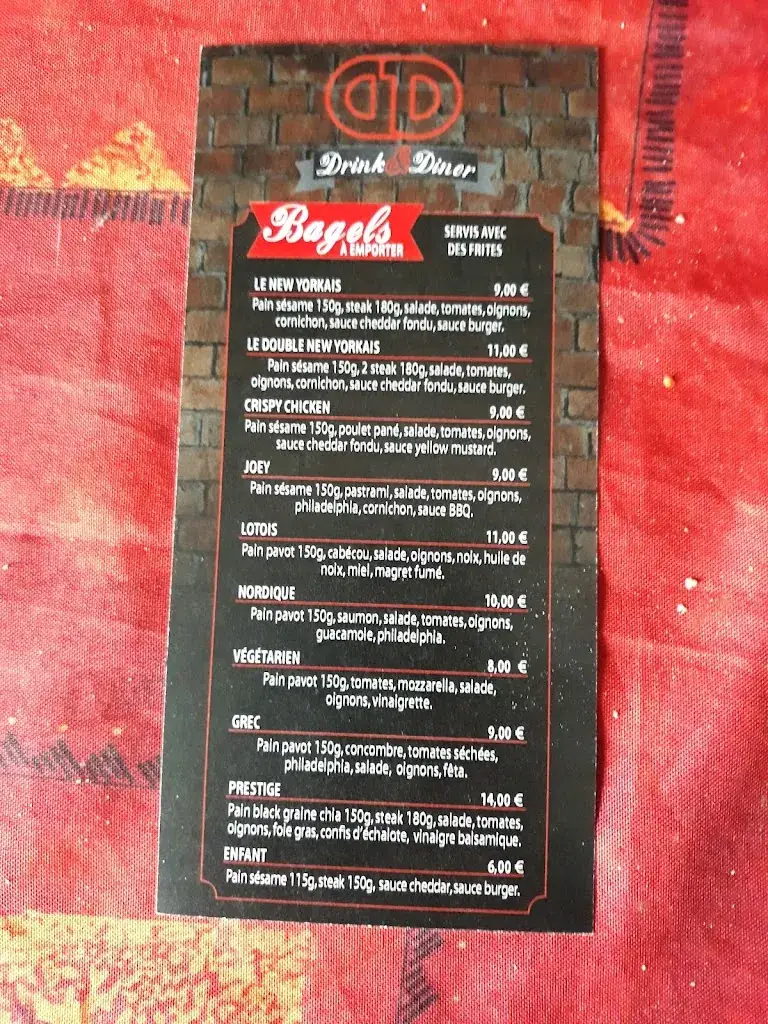 Drink & Diner
Bagels
À EMPORTER
SERVIS AVEC
DES FRITES
LE NEW YORKAIS 9,00 €
Pain sésame 150g, steak 180g, salade, tomates, oignons,
cornichon, sauce cheddar fondu, sauce burger.
LE DOUBLE NEW YORKAIS 11,00 €
Pain sésame 150g, 2 steak 180g, salade, tomates,
oignons, cornichon, sauce cheddar fondu, sauce burger.
CRISPY CHICKEN 9,00 €
Pain sésame 150g, poulet pané, salade, tomates, oignons,
sauce cheddar fondu, sauce yellow mustard.
JOEY 9,00 €
Pain sésame 150g, pastrami, salade, tomates, oignons,
philadelphia, cornichon, sauce BBQ.
LOTOIS 11,00 €
Pain pavot 150g, cabécou, salade, oignons, noix, huile de
noix, miel, magret fumé.
NORDIQUE 10,00 €
Pain pavot 150g, saumon, salade, tomates, oignons,
guacamole, philadelphia.
VÉGÉTARIEN 8,00 €
Pain pavot 150g, tomates, mozzarella, salade,
oignons, vinaigrette.
GREC 9,00 €
Pain pavot 150g, concombre, tomates séchées,
philadelphia, salade, oignons, fêta.
PRESTIGE 14,00 €
Pain black graine chia 150g, steak 180g, salade, tomates,
oignons, foie gras, confis d'échalote, vinaigre balsamique.
ENFANT 6,00 €
Pain sésame 115g, steak 150g, sauce cheddar, sauce burger.